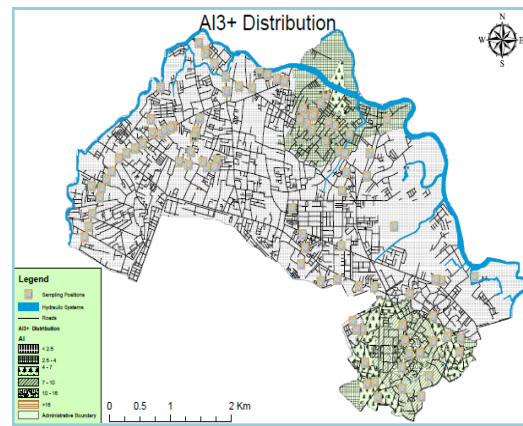 Al3+ Distribution
N
W E
S
Legend
Sampling Positions
Hydraulic Systems
Roads
Al3+ Distribution
Al
< 2.5
2.5 - 4
4 - 7
7 - 10
10 - 16
>16
Administrative Boundary
0 0.5 1 2 Km